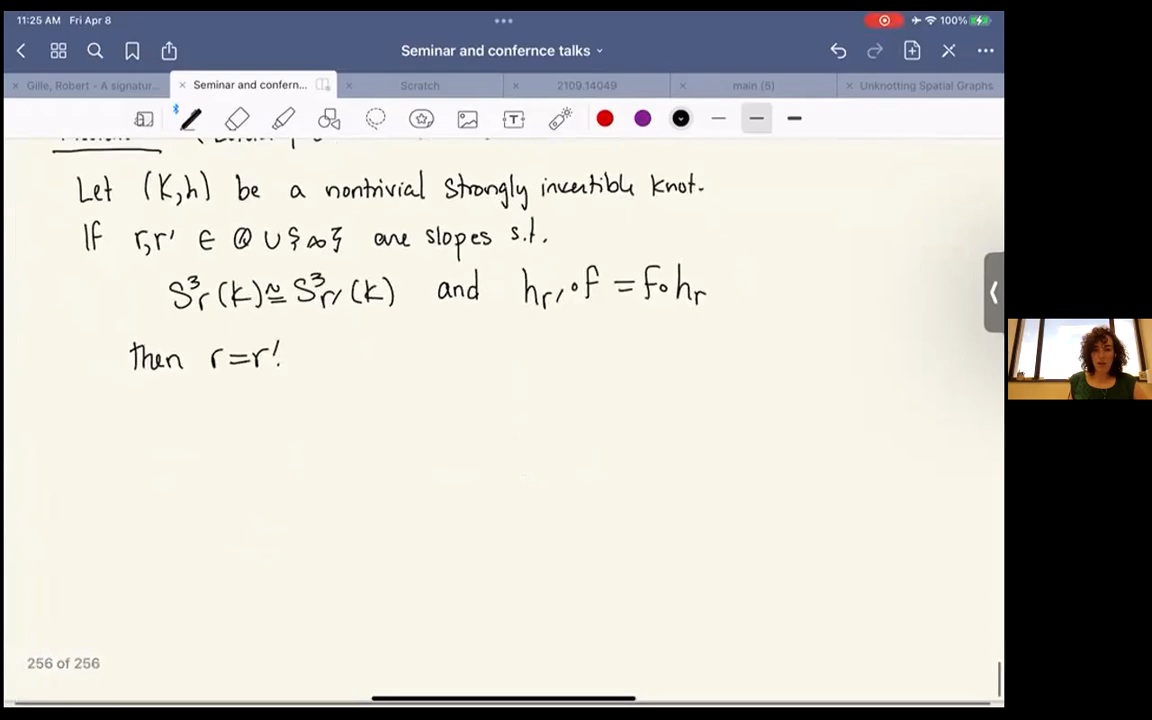 11:25 AM Fri Apr 8
100%
Seminar and confernce talks
Gille, Robert - A signatur...
Seminar and confern...
Scratch
2109.14049
main (5)
Unknotting Spatial Graphs
Let (K,h) be a nontrivial strongly invertible knot.
If r,r' ∈ ℚ ∪ {∞} are slopes s.t.
S³ᵣ(K) ≅ S³ᵣ′(K) and hᵣ′∘f = f∘hᵣ
then r=r'.
256 of 256